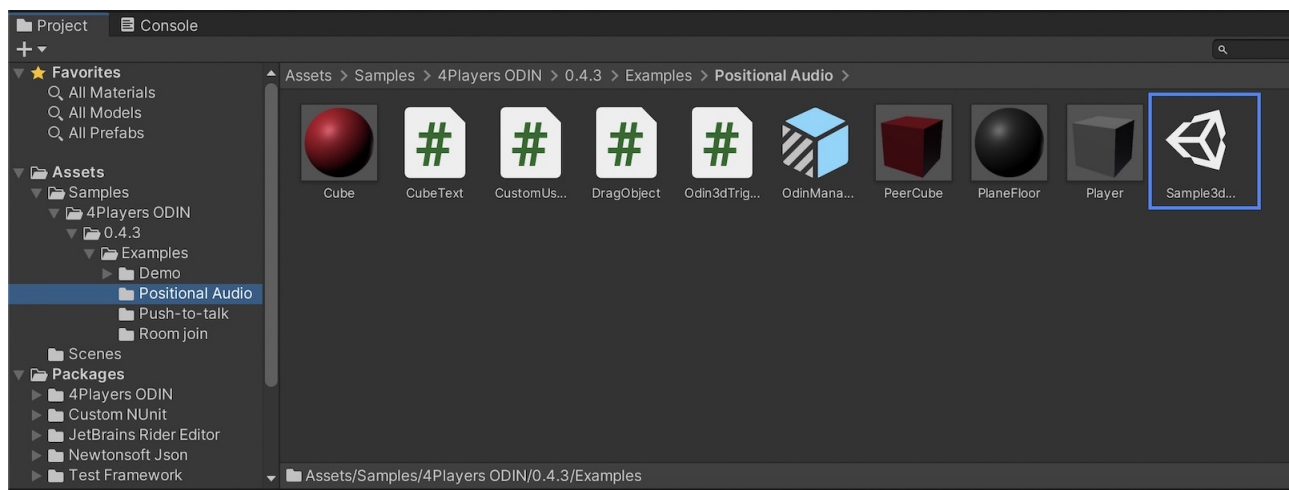 Project
Console
Favorites
All Materials
All Models
All Prefabs
Assets
Samples
4Players ODIN
0.4.3
Examples
Demo
Positional Audio
Push-to-talk
Room join
Scenes
Packages
4Players ODIN
Custom NUnit
JetBrains Rider Editor
Newtonsoft Json
Test Framework
Assets > Samples > 4Players ODIN > 0.4.3 > Examples > Positional Audio >
# # # #
Cube CubeText CustomUs... DragObject Odin3dTrig... OdinMana... PeerCube PlaneFloor Player Sample3d...
Assets/Samples/4Players ODIN/0.4.3/Examples